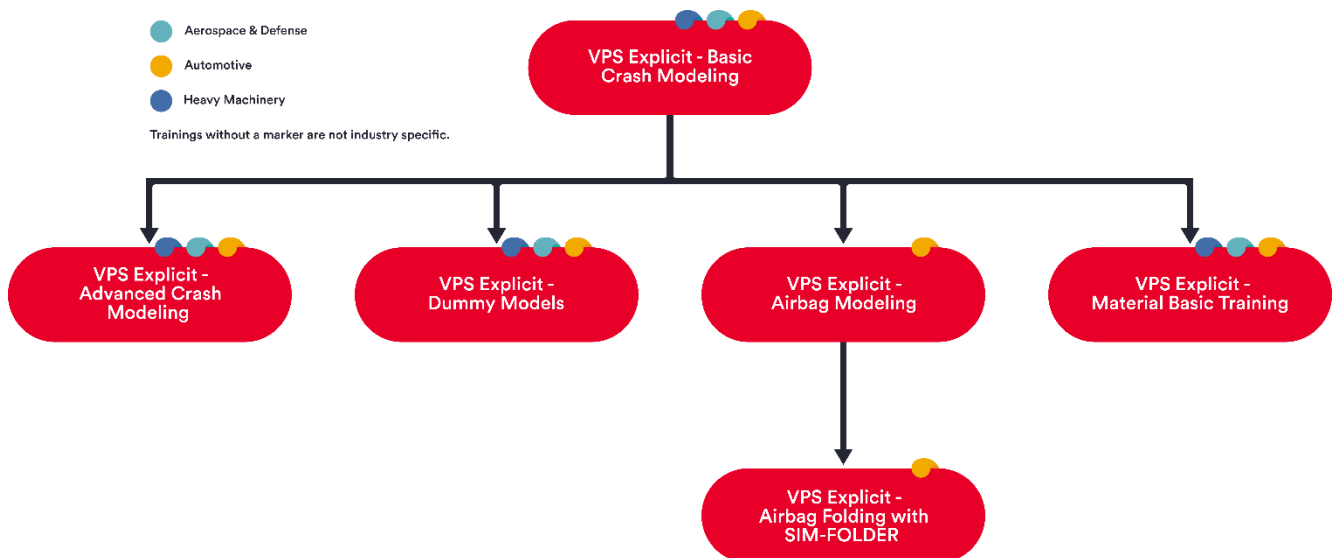 Aerospace & Defense
Automotive
Heavy Machinery
Trainings without a marker are not industry specific.
VPS Explicit - Basic
Crash Modeling
VPS Explicit -
Advanced Crash
Modeling
VPS Explicit -
Dummy Models
VPS Explicit -
Airbag Modeling
VPS Explicit -
Material Basic Training
VPS Explicit -
Airbag Folding with
SIM-FOLDER